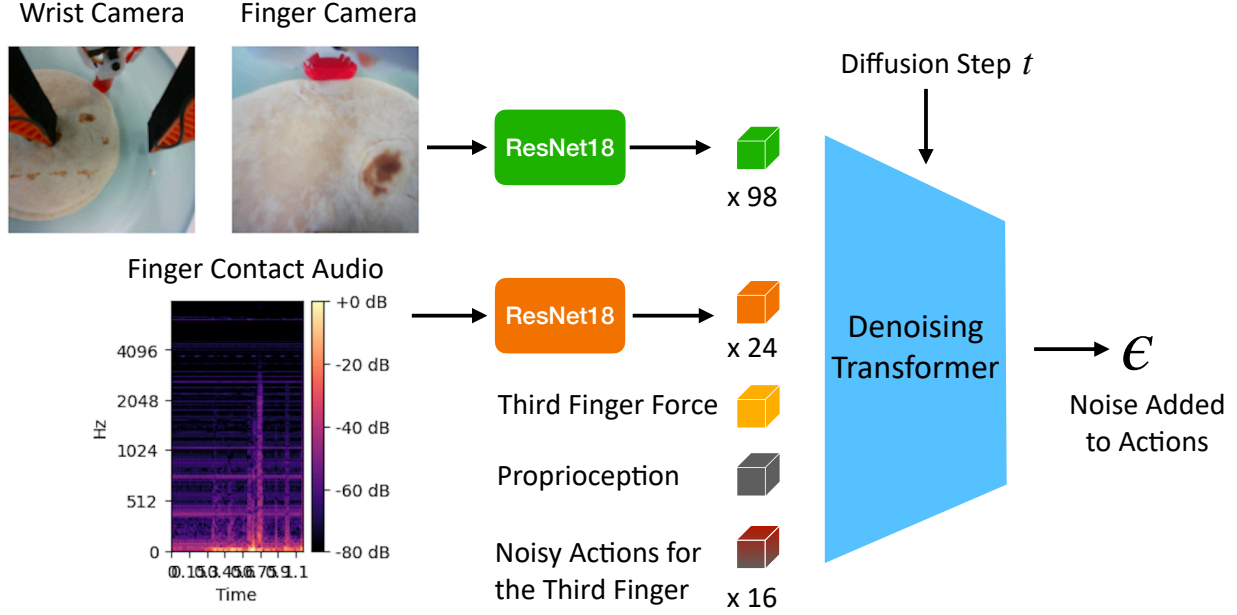 Wrist Camera
Finger Camera
Diffusion Step t
ResNet18
x 98
Finger Contact Audio
ResNet18
x 24
+0 dB
-20 dB
-40 dB
-60 dB
-80 dB
4096
2048
1024
512
0
Hz
Time
Third Finger Force
Proprioception
Noisy Actions for
the Third Finger
x 16
Denoising
Transformer
ϵ
Noise Added
to Actions